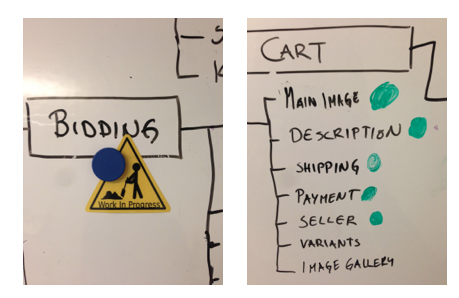 BIDDING
Work In Progress
CART
MAIN IMAGE
DESCRIPTION
SHIPPING
PAYMENT
SELLER
VARIANTS
IMAGE GALLERY